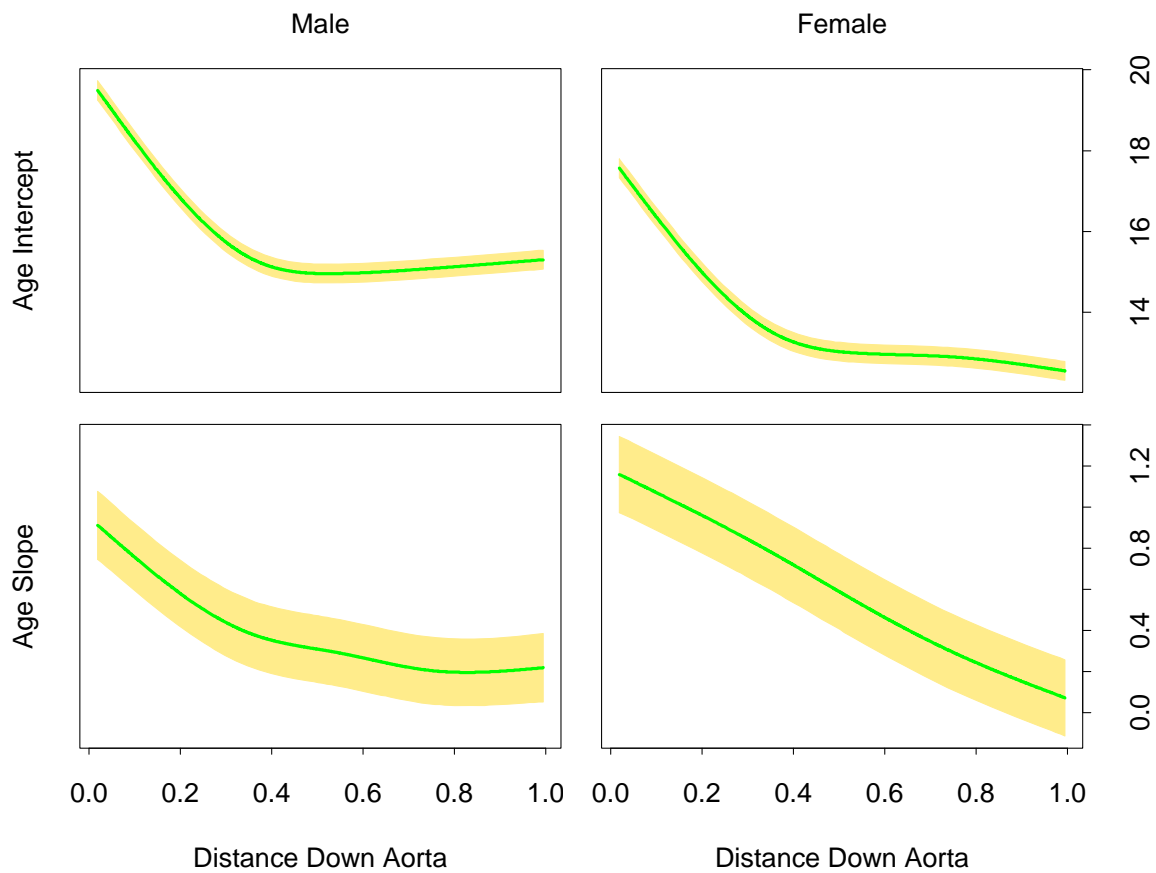 Male Female
Age Intercept
20
18
16
14
Age Slope
1.2
0.8
0.4
0.0
0.0 0.2 0.4 0.6 0.8 1.0 0.0 0.2 0.4 0.6 0.8 1.0
Distance Down Aorta Distance Down Aorta